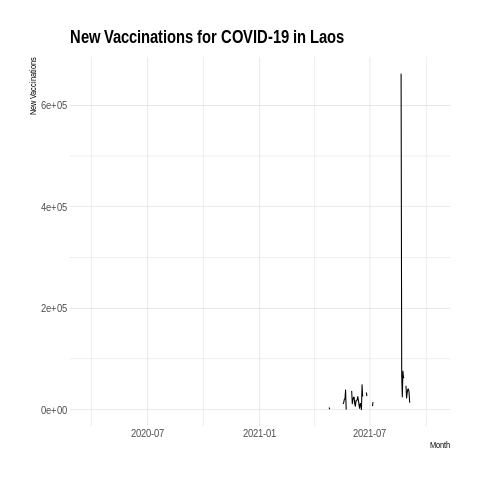 New Vaccinations for COVID-19 in Laos
New Vaccinations
6e+05
4e+05
2e+05
0e+00
2020-07 2021-01 2021-07
Month